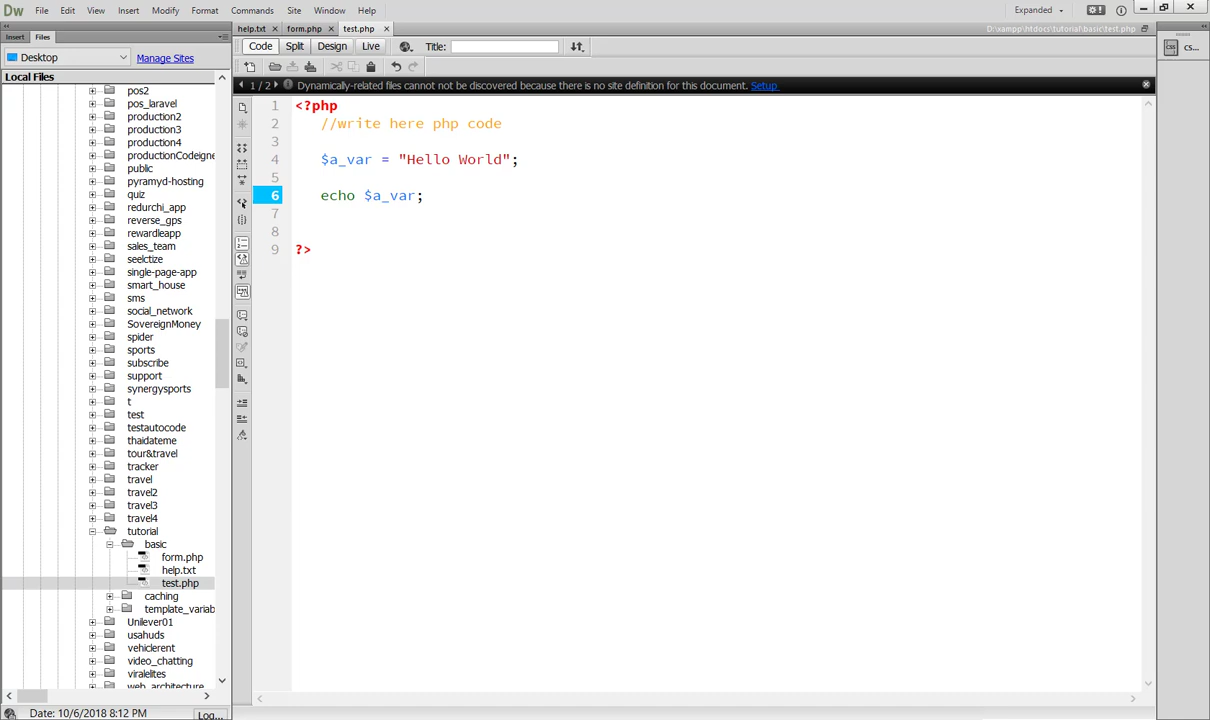 Dw File Edit View Insert Modify Format Commands Site Window Help Expanded
Insert Files
help.txt × form.php × test.php × D:\xampp\htdocs\tutorial\basic\test.php
Desktop Manage Sites
Code Split Design Live Title:
CSS cs...
Local Files
1 / 2 Dynamically-related files cannot be discovered because there is no site definition for this document. Setup
pos2
pos_laravel
production2
production3
production4
productionCodeigne
public
pyramyd-hosting
quiz
redurchi_app
reverse_gps
rewardleapp
sales_team
seelctize
single-page-app
smart_house
sms
social_network
SovereignMoney
spider
sports
subscribe
support
synergysports
t
test
testautocode
thaidateme
tour&travel
tracker
travel
travel2
travel3
travel4
tutorial
basic
form.php
help.txt
test.php
caching
template_variab
Unilever01
usahuds
vehiclerent
video_chatting
viralelites
web_architecture
1 <?php
2 //write here php code
3
4 $a_var = "Hello World";
5
6 echo $a_var;
7
8
9 ?>
Date: 10/6/2018 8:12 PM Log...